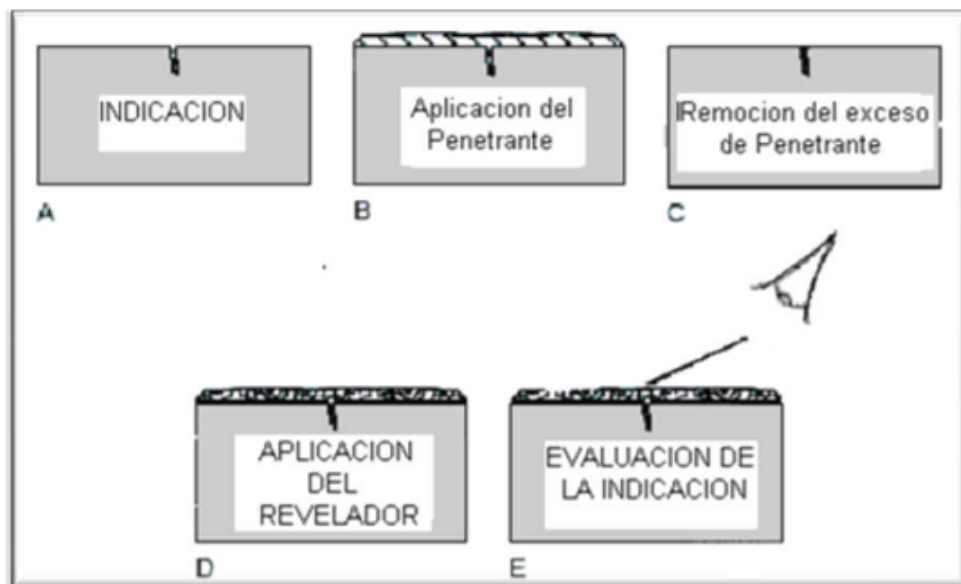 INDICACION
A
Aplicacion del
Penetrante
B
Remocion del exceso
de Penetrante
C
APLICACION
DEL
REVELADOR
D
EVALUACION DE
LA INDICACION
E